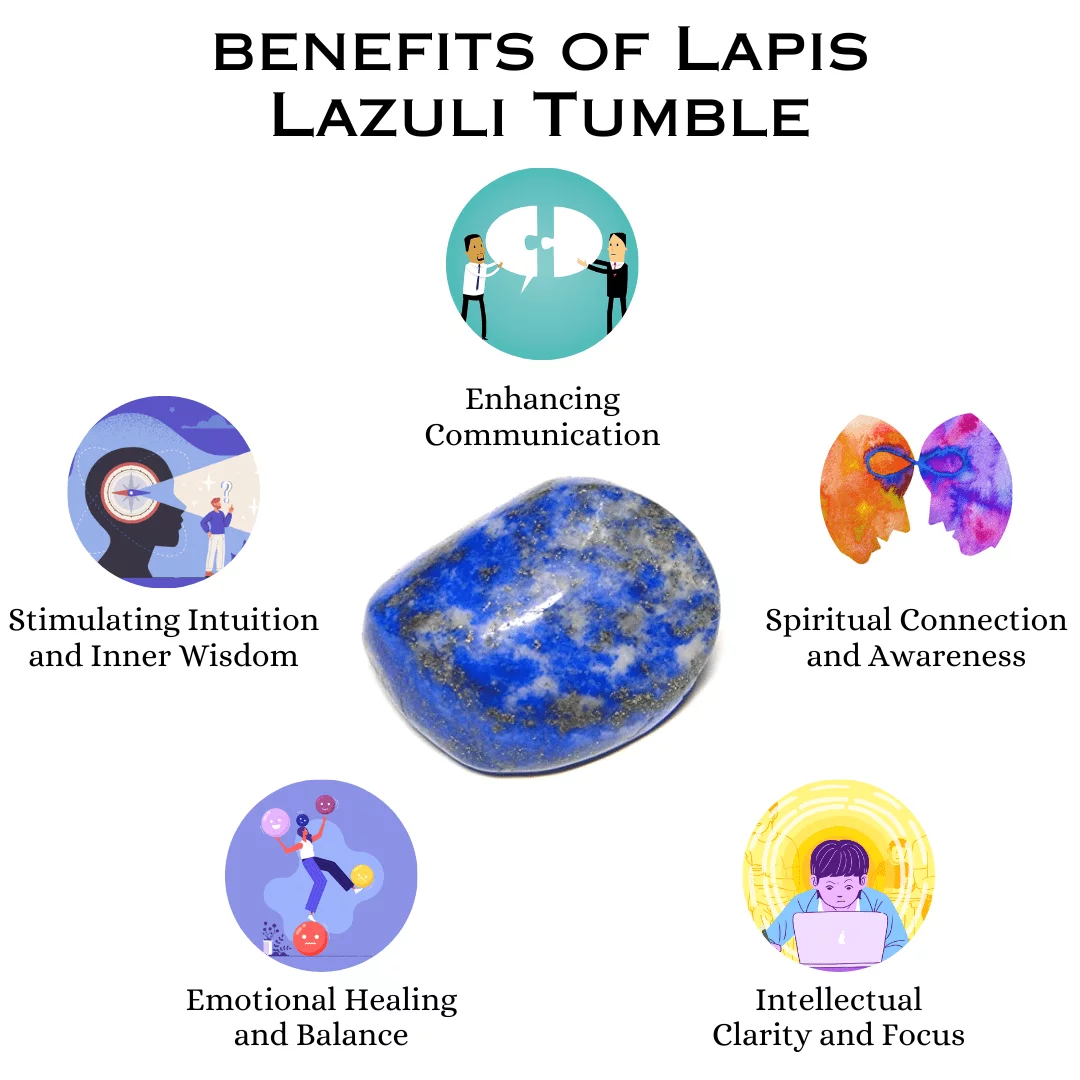 BENEFITS OF LAPIS
LAZULI TUMBLE
Enhancing
Communication
Stimulating Intuition
and Inner Wisdom
Spiritual Connection
and Awareness
Emotional Healing
and Balance
Intellectual
Clarity and Focus